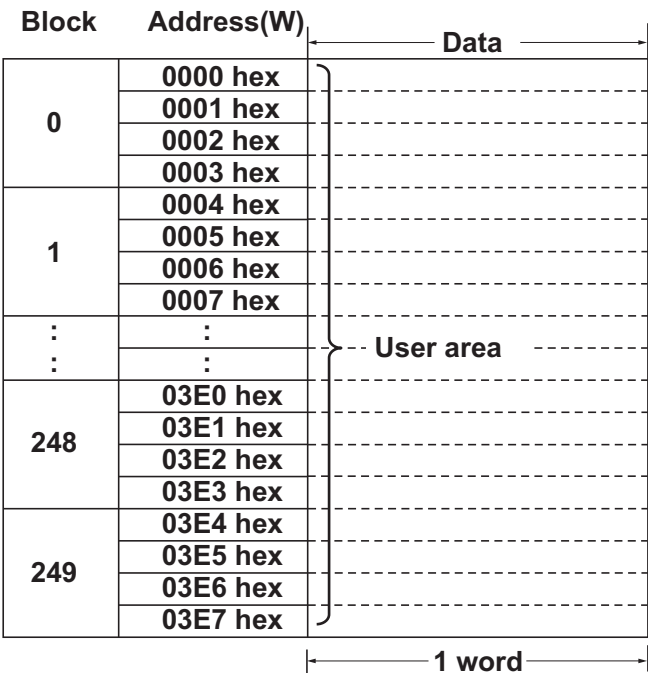 Block Address(W) Data
0000 hex
0001 hex
0 0002 hex
0003 hex
0004 hex
0005 hex
1 0006 hex
0007 hex
: :
User area
: :
03E0 hex
03E1 hex
248 03E2 hex
03E3 hex
03E4 hex
03E5 hex
249 03E6 hex
03E7 hex
1 word